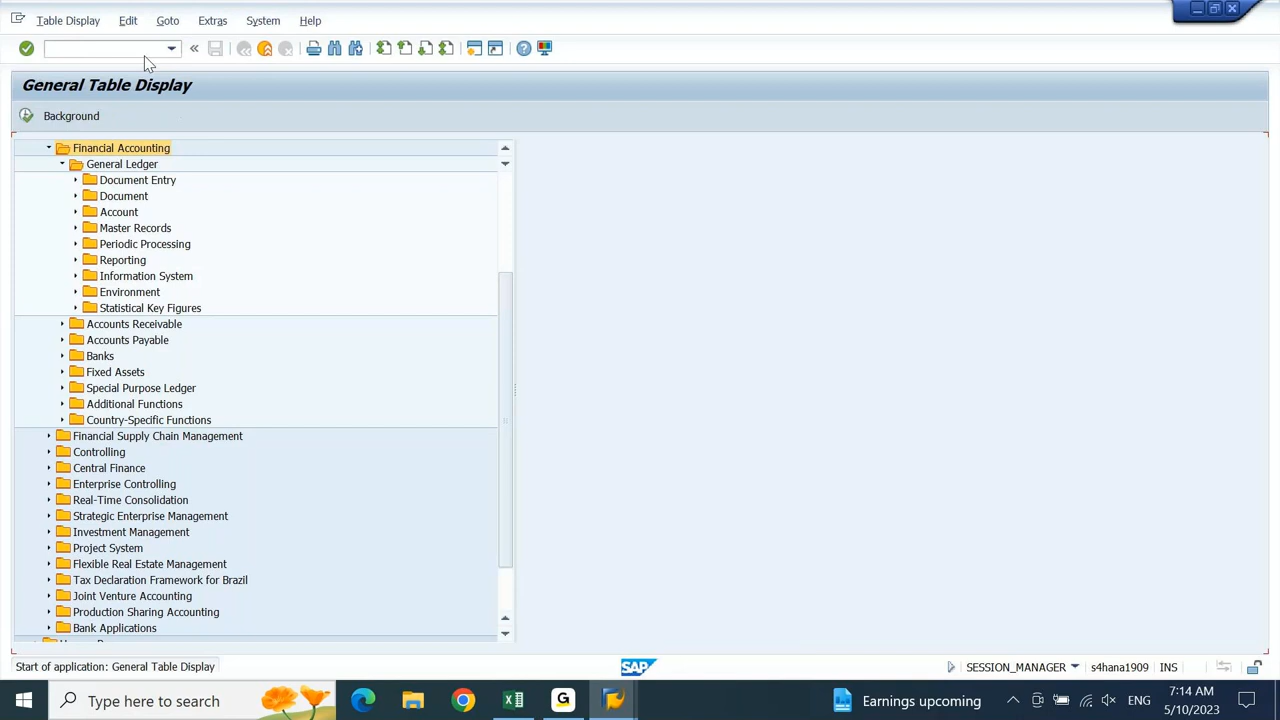 Table Display Edit Goto Extras System Help
General Table Display
Background
Financial Accounting
General Ledger
Document Entry
Document
Account
Master Records
Periodic Processing
Reporting
Information System
Environment
Statistical Key Figures
Accounts Receivable
Accounts Payable
Banks
Fixed Assets
Special Purpose Ledger
Additional Functions
Country-Specific Functions
Financial Supply Chain Management
Controlling
Central Finance
Enterprise Controlling
Real-Time Consolidation
Strategic Enterprise Management
Investment Management
Project System
Flexible Real Estate Management
Tax Declaration Framework for Brazil
Joint Venture Accounting
Production Sharing Accounting
Bank Applications
Start of application: General Table Display SAP SESSION_MANAGER s4hana1909 INS
Type here to search Earnings upcoming ENG 7:14 AM
5/10/2023